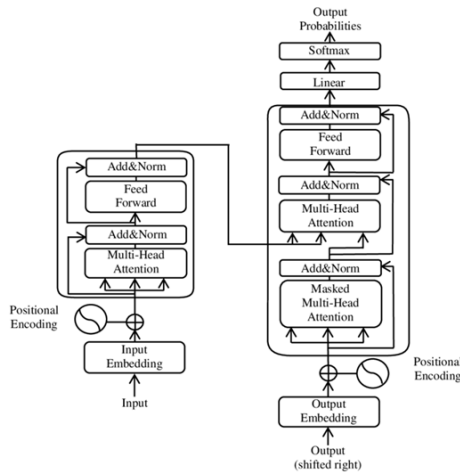 Output
Probabilities
Softmax
Linear
Add&Norm
Feed
Forward
Add&Norm
Multi-Head
Attention
Add&Norm
Masked
Multi-Head
Attention
Positional
Encoding
Output
Embedding
Output
(shifted right)
Add&Norm
Feed
Forward
Add&Norm
Multi-Head
Attention
Positional
Encoding
Input
Embedding
Input